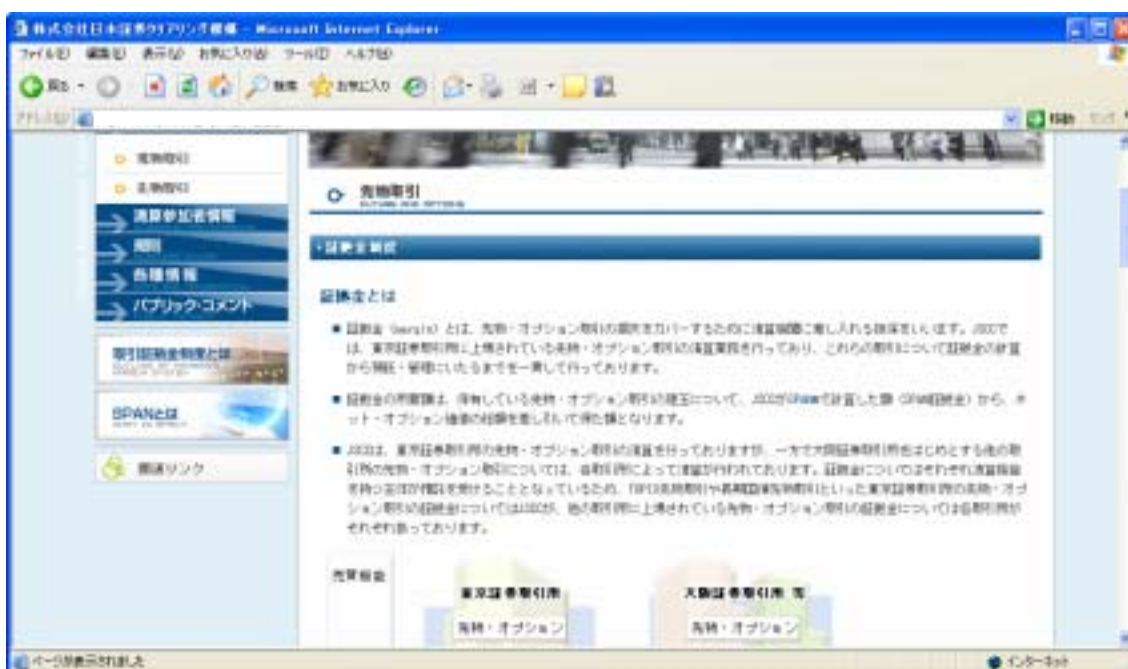 株式会社日本証券クリアリング機構 - Microsoft Internet Explorer
ファイル(F) 編集(E) 表示(V) お気に入り(A) ツール(T) ヘルプ(H)
戻る 検索 お気に入り
アドレス(D) 移動 リンク
現物取引
先物取引
清算参加者情報
規則
各種情報
パブリック・コメント
取引証拠金制度とは
SPANとは
関連リンク
先物取引
FUTURES AND OPTIONS
証拠金制度
証拠金とは
証拠金 (margin) とは、先物・オプション取引の損失をカバーするために清算機関に差し入れる担保をいいます。JSCCで
は、東京証券取引所に上場されている先物・オプション取引の清算業務を行っており、これらの取引について証拠金の計算
から預託・管理にいたるまでを一貫して行っております。
証拠金の所要額は、保有している先物・オプション取引の建玉について、JSCCがSPAN®で計算した額（SPAN証拠金）から、ネ
ット・オプション価値の総額を差し引いて得た額となります。
JSCCは、東京証券取引所の先物・オプション取引の清算を行っておりますが、一方で大阪証券取引所をはじめとする他の取
引所の先物・オプション取引については、各取引所によって清算が行われております。証拠金についてはそれぞれ清算機能
を持つ主体が預託を受けることとなっているため、TOPIX先物取引や長期国債先物取引といった東京証券取引所の先物・オプ
ション取引の証拠金についてはJSCCが、他の取引所に上場されている先物・オプション取引の証拠金については各取引所が
それぞれ扱っております。
売買機能
東京証券取引所
大阪証券取引所 等
先物・オプション
先物・オプション
ページが表示されました
インターネット